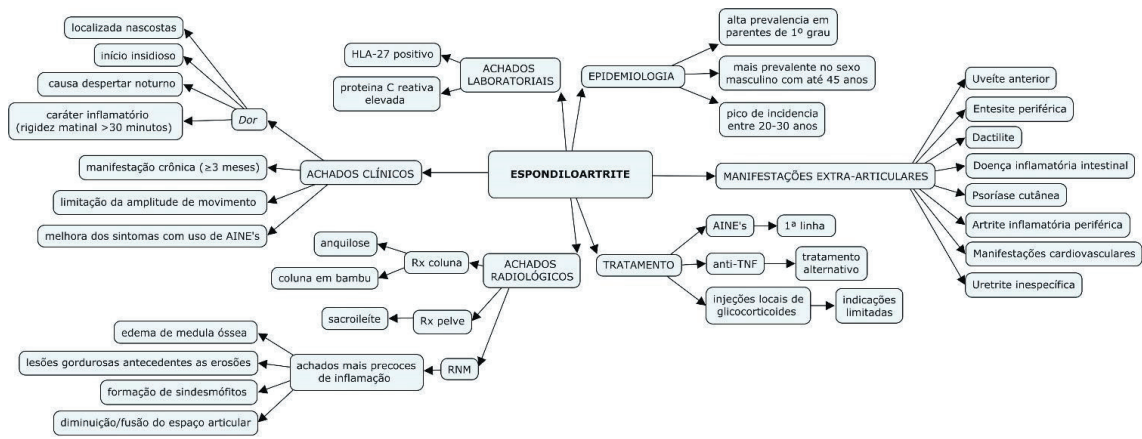 ESPONDILOARTRITE
ACHADOS CLÍNICOS
Dor
localizada nascostas
início insidioso
causa despertar noturno
caráter inflamatório
(rigidez matinal >30 minutos)
manifestação crônica (≥3 meses)
limitação da amplitude de movimento
melhora dos sintomas com uso de AINE's
ACHADOS
LABORATORIAIS
HLA-27 positivo
proteina C reativa
elevada
EPIDEMIOLOGIA
alta prevalencia em
parentes de 1º grau
mais prevalente no sexo
masculino com até 45 anos
pico de incidencia
entre 20-30 anos
MANIFESTAÇÕES EXTRA-ARTICULARES
Uveíte anterior
Entesite periférica
Dactilite
Doença inflamatória intestinal
Psoríase cutânea
Artrite inflamatória periférica
Manifestações cardiovasculares
Uretrite inespecífica
TRATAMENTO
AINE's
1ª linha
anti-TNF
tratamento
alternativo
injeções locais de
glicocorticoides
indicações
limitadas
ACHADOS
RADIOLÓGICOS
Rx coluna
anquilose
coluna em bambu
Rx pelve
sacroileíte
RNM
achados mais precoces
de inflamação
edema de medula óssea
lesões gordurosas antecedentes as erosões
formação de sindesmófitos
diminuição/fusão do espaço articular